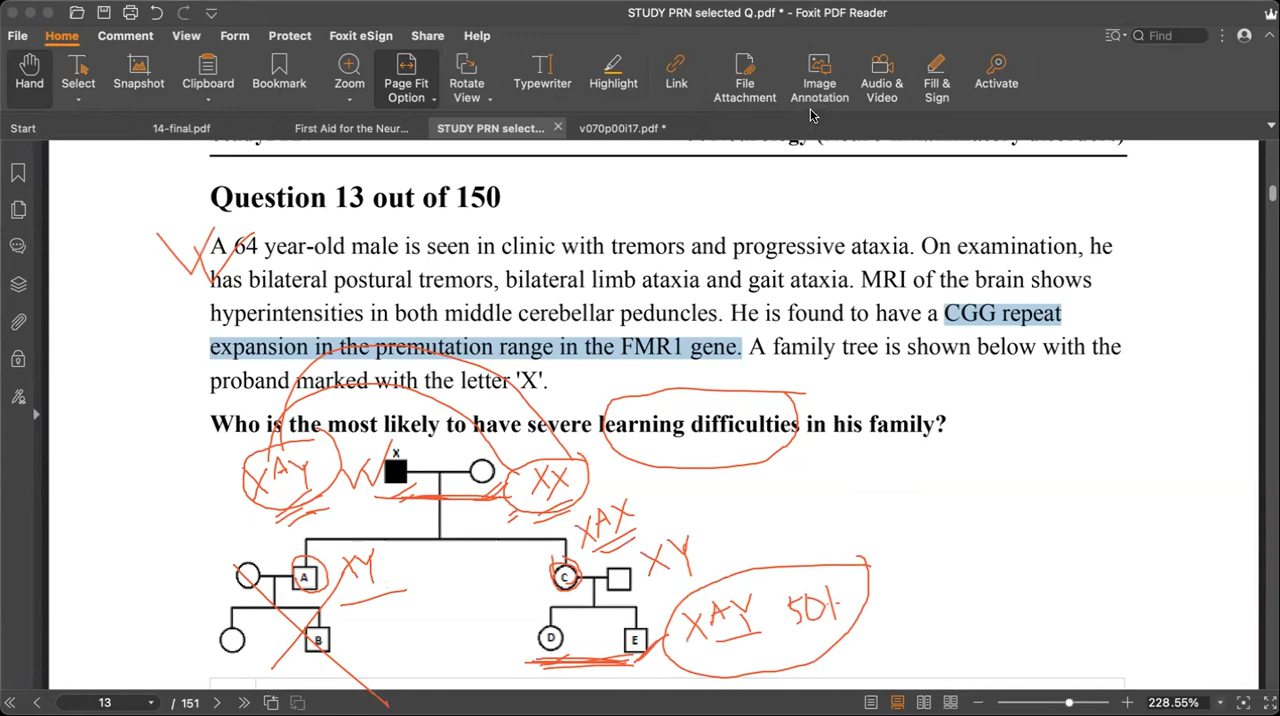 STUDY PRN selected Q.pdf * - Foxit PDF Reader
File Home Comment View Form Protect Foxit eSign Share Help Find
Hand Select Snapshot Clipboard Bookmark Zoom Page Fit Option Rotate View Typewriter Highlight Link File Attachment Image Annotation Audio & Video Fill & Sign Activate
Start 14-final.pdf First Aid for the Neur... STUDY PRN select... v070p00i17.pdf *
Question 13 out of 150
A 64 year-old male is seen in clinic with tremors and progressive ataxia. On examination, he
has bilateral postural tremors, bilateral limb ataxia and gait ataxia. MRI of the brain shows
hyperintensities in both middle cerebellar peduncles. He is found to have a CGG repeat
expansion in the premutation range in the FMR1 gene. A family tree is shown below with the
proband marked with the letter 'X'.
Who is the most likely to have severe learning difficulties in his family?
X
XAY XX
XAX
A XY C XY
XAY 50%
B D E
13 / 151 228.55%